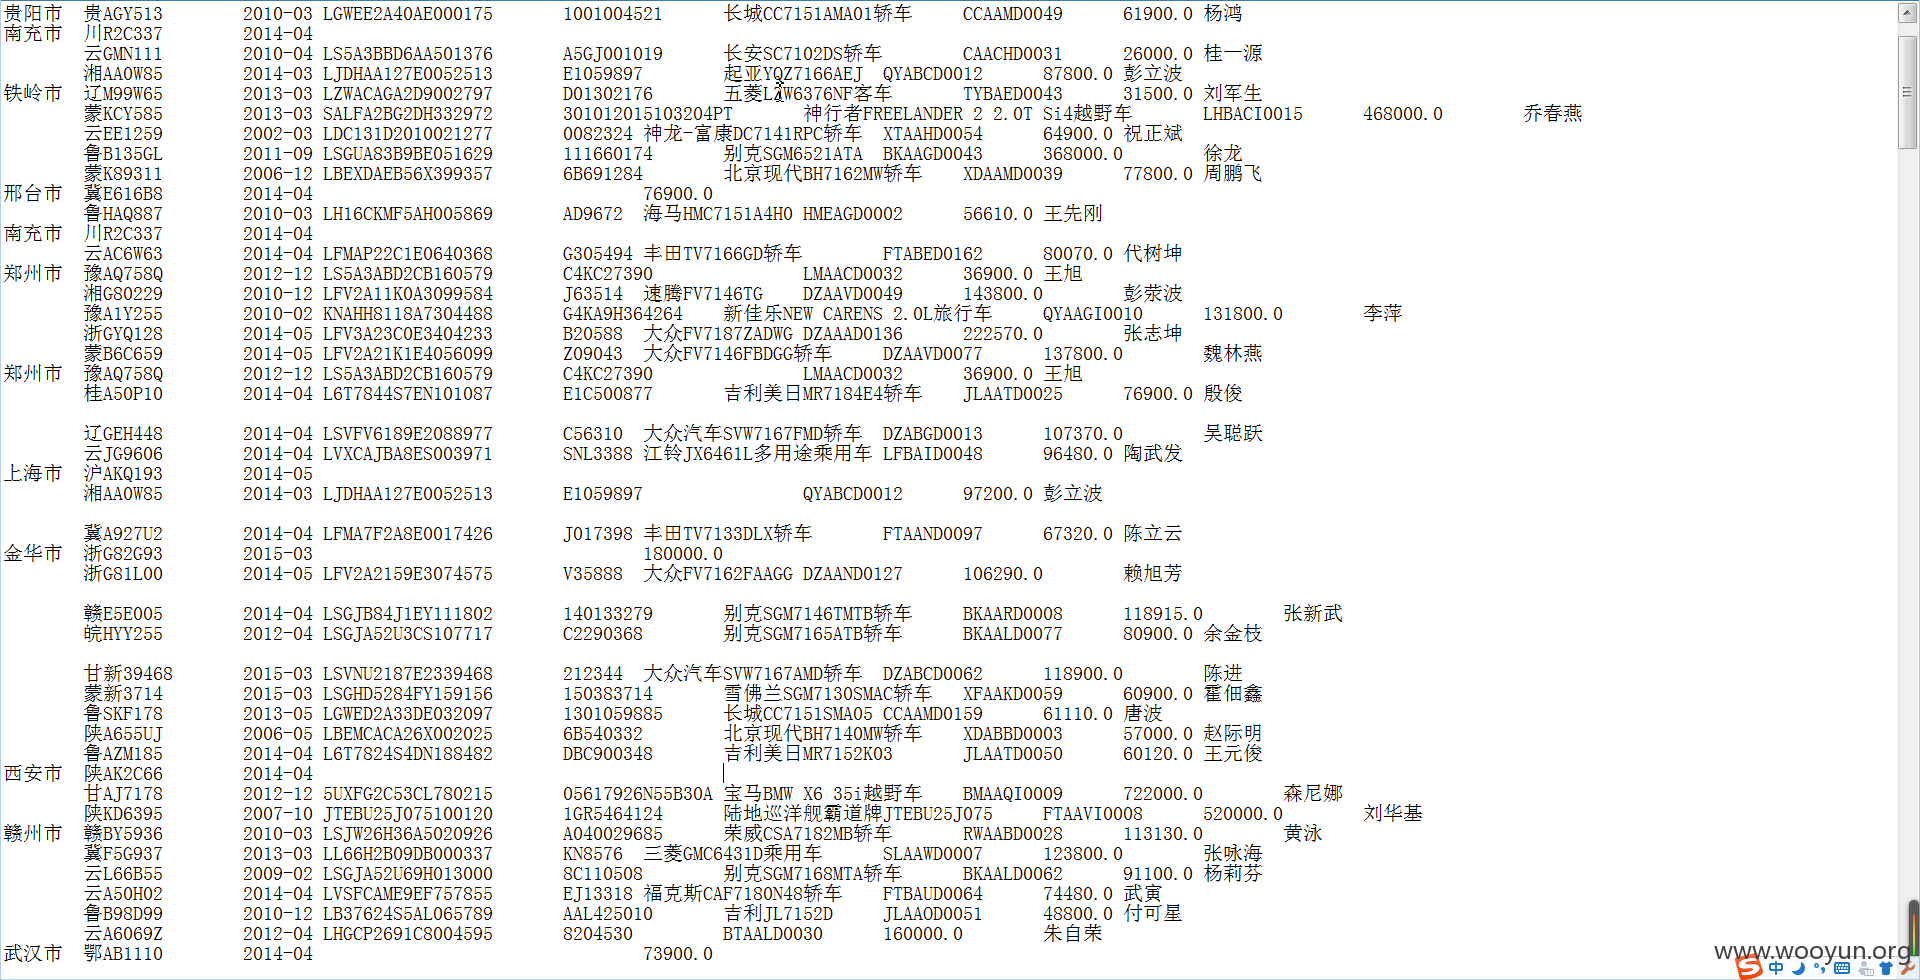 贵阳市 贵AGY513 2010-03 LGWEE2A40AE000175 1001004521 长城CC7151AMA01轿车 CCAAMD0049 61900.0 杨鸿
南充市 川R2C337 2014-04
云GMN111 2010-04 LS5A3BBD6AA501376 A5GJ001019 长安SC7102DS轿车 CAACHD0031 26000.0 桂一源
湘AA0W85 2014-03 LJDHAA127E0052513 E1059897 起亚YQZ7166AEJ QYABCD0012 87800.0 彭立波
铁岭市 辽M99W65 2013-03 LZWACAGA2D9002797 D01302176 五菱LZW6376NF客车 TYBAED0043 31500.0 刘军生
蒙KCY585 2013-03 SALFA2BG2DH332972 301012015103204PT 神行者FREELANDER 2 2.0T Si4越野车 LHBACI0015 468000.0 乔春燕
云EE1259 2002-03 LDC131D2010021277 0082324 神龙-富康DC7141RPC轿车 XTAAHD0054 64900.0 祝正斌
鲁B135GL 2011-09 LSGUA83B9BE051629 111660174 别克SGM6521ATA BKAAGD0043 368000.0 徐龙
蒙K89311 2006-12 LBEXDAEB56X399357 6B691284 北京现代BH7162MW轿车 XDAAMD0039 77800.0 周鹏飞
邢台市 冀E616B8 2014-04 76900.0
鲁HAQ887 2010-03 LH16CKMF5AH005869 AD9672 海马HMC7151A4H0 HMEAGD0002 56610.0 王先刚
南充市 川R2C337 2014-04
云AC6W63 2014-04 LFMAP22C1E0640368 G305494 丰田TV7166GD轿车 FTABED0162 80070.0 代树坤
郑州市 豫AQ758Q 2012-12 LS5A3ABD2CB160579 C4KC27390 LMAACD0032 36900.0 王旭
湘G80229 2010-12 LFV2A11K0A3099584 J63514 速腾FV7146TG DZAAVD0049 143800.0 彭荥波
豫A1Y255 2010-02 KNAHH8118A7304488 G4KA9H364264 新佳乐NEW CARENS 2.0L旅行车 QYAAGI0010 131800.0 李萍
浙GYQ128 2014-05 LFV3A23C0E3404233 B20588 大众FV7187ZADWG DZAAAD0136 222570.0 张志坤
蒙B6C659 2014-05 LFV2A21K1E4056099 Z09043 大众FV7146FBDGG轿车 DZAAVD0077 137800.0 魏林燕
郑州市 豫AQ758Q 2012-12 LS5A3ABD2CB160579 C4KC27390 LMAACD0032 36900.0 王旭
桂A50P10 2014-04 L6T7844S7EN101087 E1C500877 吉利美日MR7184E4轿车 JLAATD0025 76900.0 殷俊
辽GEH448 2014-04 LSVFV6189E2088977 C56310 大众汽车SVW7167FMD轿车 DZABGD0013 107370.0 吴聪跃
云JG9606 2014-04 LVXCAJBA8ES003971 SNL3388 江铃JX6461L多用途乘用车 LFBAID0048 96480.0 陶武发
上海市 沪AKQ193 2014-05
湘AA0W85 2014-03 LJDHAA127E0052513 E1059897 QYABCD0012 97200.0 彭立波
冀A927U2 2014-04 LFMA7F2A8E0017426 J017398 丰田TV7133DLX轿车 FTAAND0097 67320.0 陈立云
金华市 浙G82G93 2015-03 180000.0
浙G81L00 2014-05 LFV2A2159E3074575 V35888 大众FV7162FAAGG DZAAND0127 106290.0 赖旭芳
赣E5E005 2014-04 LSGJB84J1EY111802 140133279 别克SGM7146TMTB轿车 BKAARD0008 118915.0 张新武
皖HYY255 2012-04 LSGJA52U3CS107717 C2290368 别克SGM7165ATB轿车 BKAALD0077 80900.0 余金枝
甘新39468 2015-03 LSVNU2187E2339468 212344 大众汽车SVW7167AMD轿车 DZABCD0062 118900.0 陈进
蒙新3714 2015-03 LSGHD5284FY159156 150383714 雪佛兰SGM7130SMAC轿车 XFAAKD0059 60900.0 霍佃鑫
鲁SKF178 2013-05 LGWED2A33DE032097 1301059885 长城CC7151SMA05 CCAAMD0159 61110.0 唐波
陕A655UJ 2006-05 LBEMCACA26X002025 6B540332 北京现代BH7140MW轿车 XDABBD0003 57000.0 赵际明
鲁AZM185 2014-04 L6T7824S4DN188482 DBC900348 吉利美日MR7152K03 JLAATD0050 60120.0 王元俊
西安市 陕AK2C66 2014-04
甘AJ7178 2012-12 5UXFG2C53CL780215 05617926N55B30A 宝马BMW X6 35i越野车 BMAAQI0009 722000.0 森尼娜
陕KD6395 2007-10 JTEBU25J075100120 1GR5464124 陆地巡洋舰霸道牌JTEBU25J075 FTAAVI0008 520000.0 刘华基
赣州市 赣BY5936 2010-03 LSJW26H36A5020926 A040029685 荣威CSA7182MB轿车 RWAABD0028 113130.0 黄泳
冀F5G937 2013-03 LL66H2B09DB000337 KN8576 三菱GMC6431D乘用车 SLAAWD0007 123800.0 张咏海
云L66B55 2009-02 LSGJA52U69H013000 8C110508 别克SGM7168MTA轿车 BKAALD0062 91100.0 杨莉芬
云A50H02 2014-04 LVSFCAME9EF757855 EJ13318 福克斯CAF7180N48轿车 FTBAUD0064 74480.0 武寅
鲁B98D99 2010-12 LB37624S5AL065789 AAL425010 吉利JL7152D JLAAOD0051 48800.0 付可星
云A6069Z 2012-04 LHGCP2691C8004595 8204530 BTAALD0030 160000.0 朱自荣
武汉市 鄂AB1110 2014-04 73900.0
www.wooyun.org
中